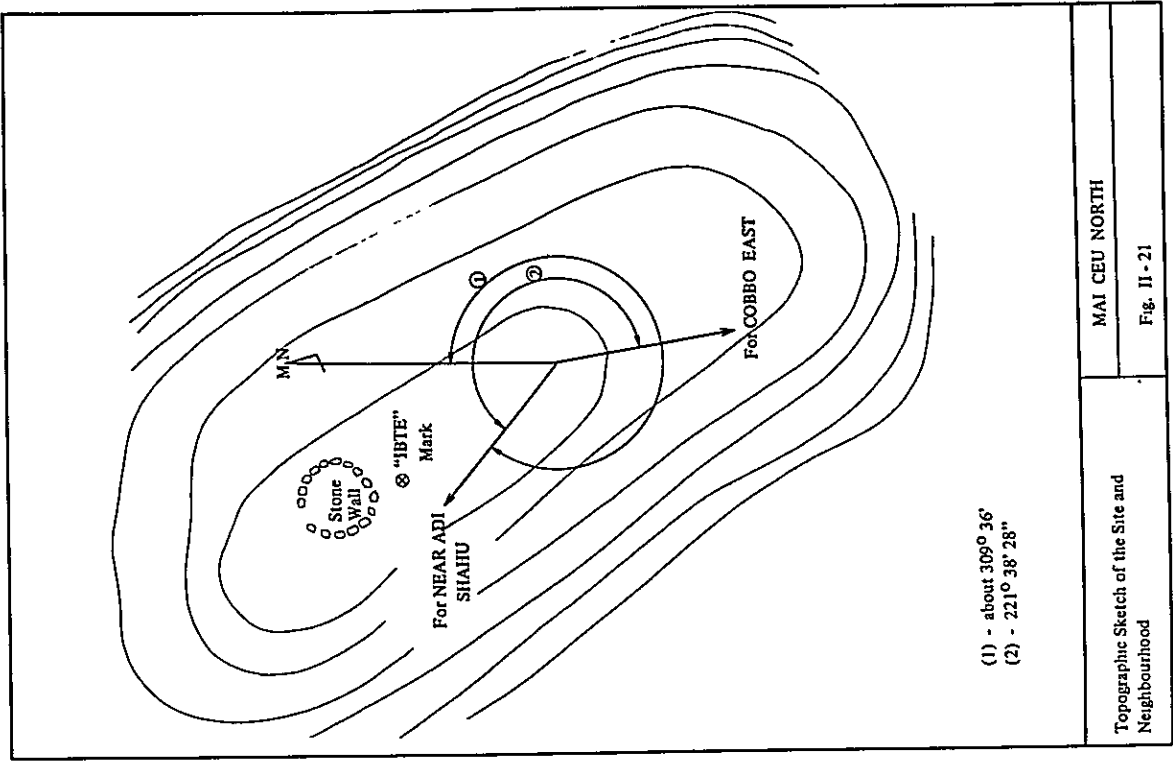 M.N.
①
②
Stone
Wall
"IBTE"
Mark
For NEAR ADI
SHAHU
For COBBO EAST
(1) - about 309° 36'
(2) - 221° 38' 28"
Topographic Sketch of the Site and
Neighbourhood
MAI CEU NORTH
Fig. II-21